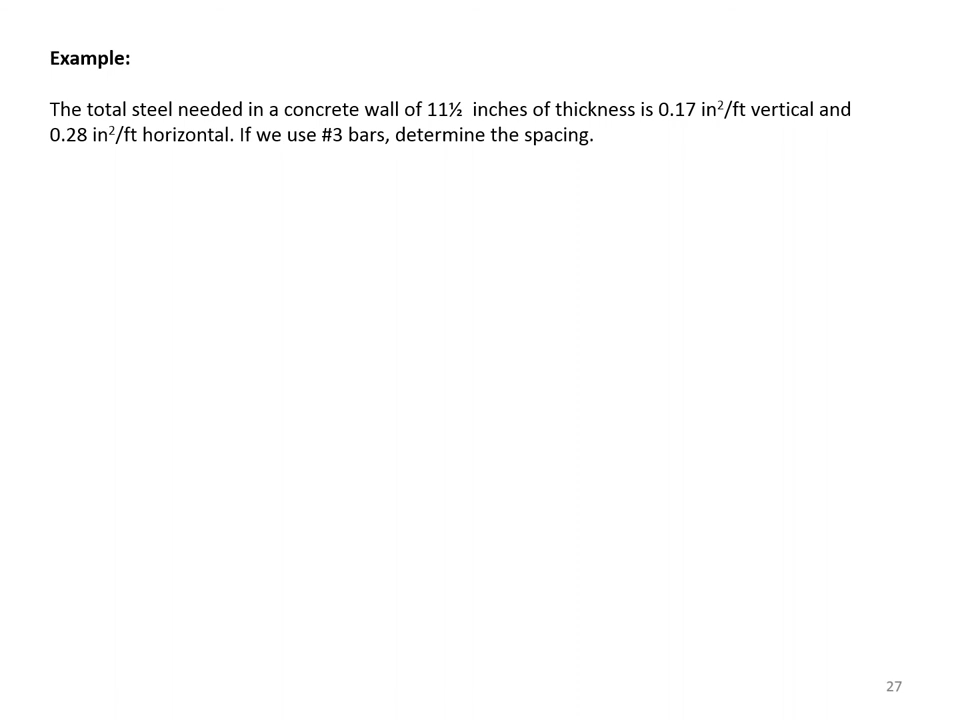 Example:
The total steel needed in a concrete wall of 11½ inches of thickness is 0.17 in²/ft vertical and
0.28 in²/ft horizontal. If we use #3 bars, determine the spacing.
27